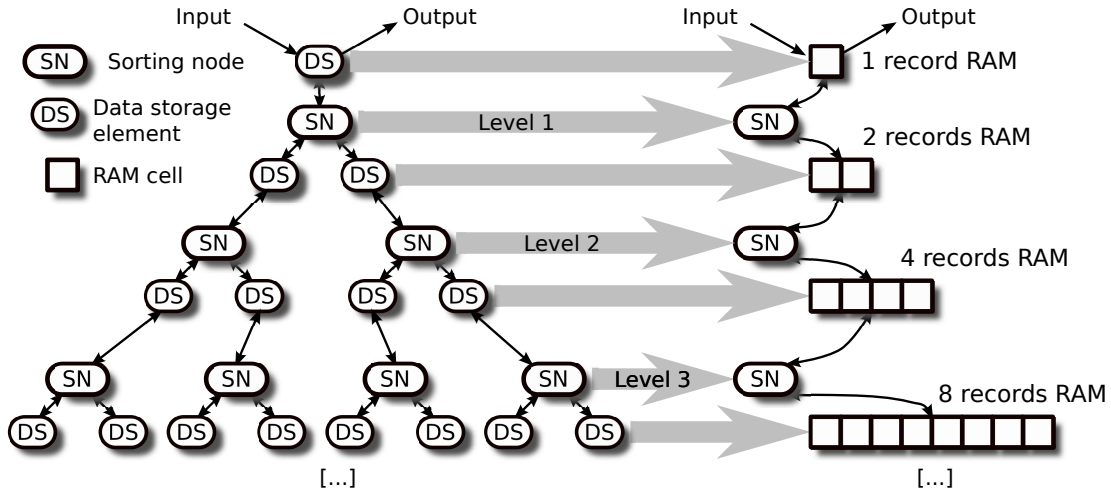 Input
Output
Input
Output
SN
Sorting node
DS
1 record RAM
DS
Data storage
element
SN
Level 1
SN
2 records RAM
RAM cell
DS
DS
SN
SN
Level 2
SN
4 records RAM
DS
DS
DS
DS
SN
SN
SN
SN
Level 3
SN
8 records RAM
DS
DS
DS
DS
DS
DS
DS
DS
[...]
[...]